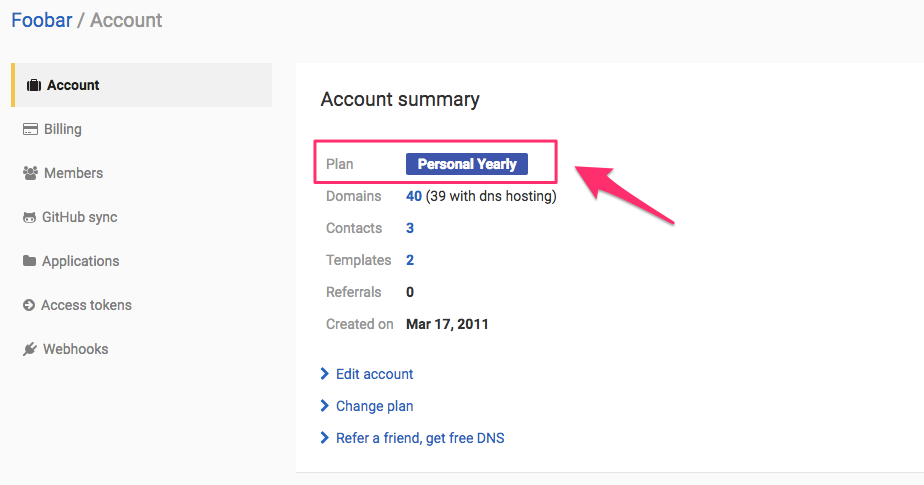 Foobar / Account
Account
Billing
Members
GitHub sync
Applications
Access tokens
Webhooks
Account summary
Plan Personal Yearly
Domains 40 (39 with dns hosting)
Contacts 3
Templates 2
Referrals 0
Created on Mar 17, 2011
Edit account
Change plan
Refer a friend, get free DNS